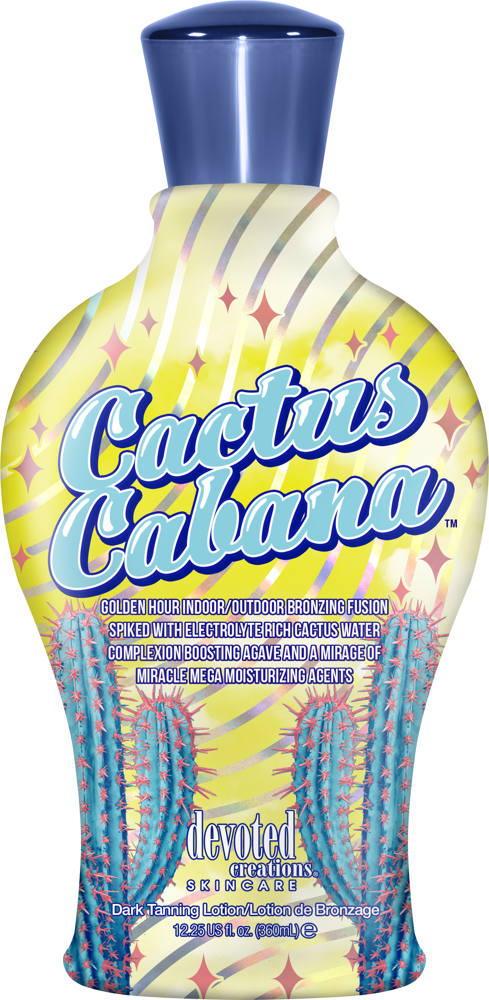 Cactus
Cabana™
GOLDEN HOUR INDOOR/OUTDOOR BRONZING FUSION
SPIKED WITH ELECTROLYTE RICH CACTUS WATER
COMPLEXION BOOSTING AGAVE AND A MIRAGE OF
MIRACLE MEGA MOISTURIZING AGENTS
devoted
creations®
SKINCARE
Dark Tanning Lotion/Lotion de Bronzage
12.25 US fl. oz. (360mL) ℮